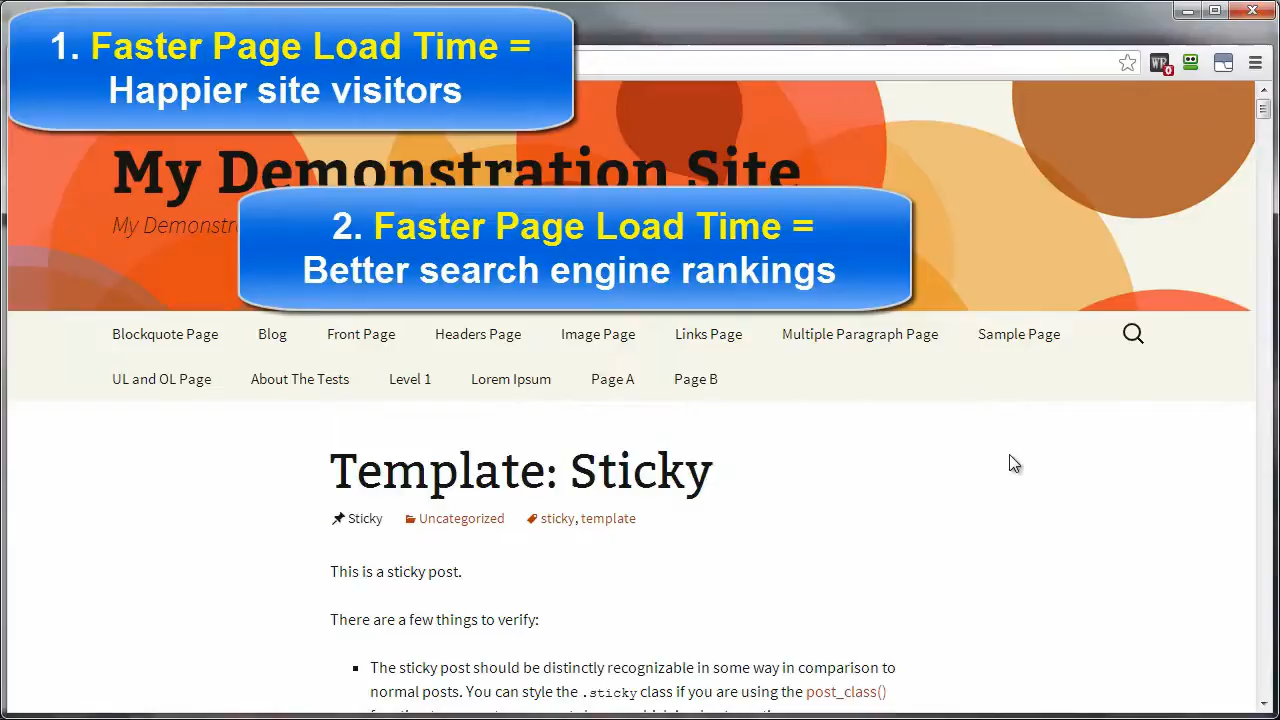 1. Faster Page Load Time =
Happier site visitors
WP
0
My Demonstration Site
My Demonstr
2. Faster Page Load Time =
Better search engine rankings
Blockquote Page Blog Front Page Headers Page Image Page Links Page Multiple Paragraph Page Sample Page
UL and OL Page About The Tests Level 1 Lorem Ipsum Page A Page B
Template: Sticky
Sticky Uncategorized sticky, template
This is a sticky post.
There are a few things to verify:
The sticky post should be distinctly recognizable in some way in comparison to
normal posts. You can style the .sticky class if you are using the post_class()